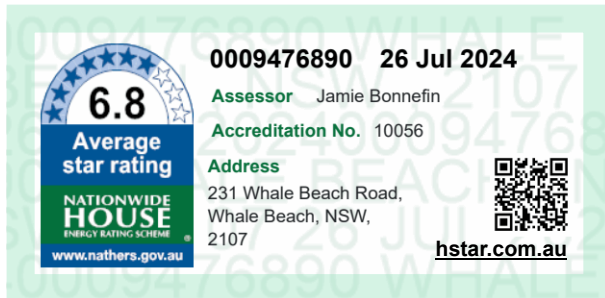 0009476890 26 Jul 2024
6.8
Average
star rating
NATIONWIDE
HOUSE
ENERGY RATING SCHEME ®
www.nathers.gov.au
Assessor Jamie Bonnefin
Accreditation No. 10056
Address
231 Whale Beach Road,
Whale Beach, NSW,
2107
hstar.com.au